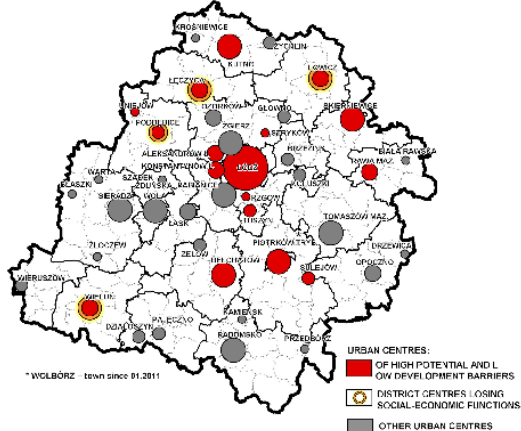 KROŚNIEWICE
ŻYCHLIN
KUTNO
ŁOWICZ
ŁĘCZYCA
UNIEJÓW
OZORKÓW
GŁOWNO
SKIERNIEWICE
PODDĘBICE
ZGIERZ
STRYKÓW
ALEKSANDRÓW Ł.
BRZEZINY
BIAŁA RAWSKA
KONSTANTYNÓW
ŁÓDŹ
RAWA MAZ.
WARTA
SZADEK
KOLUSZKI
BŁASZKI
ZDUŃSKA
PABIANICE
SIERADZ
WOLA
RZGÓW
ŁASK
TUSZYN
TOMASZÓW MAZ.
ZŁOCZEW
ZELÓW
PIOTRKÓW TRYB.
DRZEWICA
BEŁCHATÓW
OPOCZNO
WIERUSZÓW
SULEJÓW
WIELUŃ
KAMIEŃSK
DZIAŁOSZYN
PAJĘCZNO
RADOMSKO
PRZEDBÓRZ
URBAN CENTRES:
OF HIGH POTENTIAL AND L
OW DEVELOPMENT BARRIERS
* WOLBÓRZ – town since 01.2011
DISTRICT CENTRES LOSING
SOCIAL-ECONOMIC FUNCTIONS
OTHER URBAN CENTRES